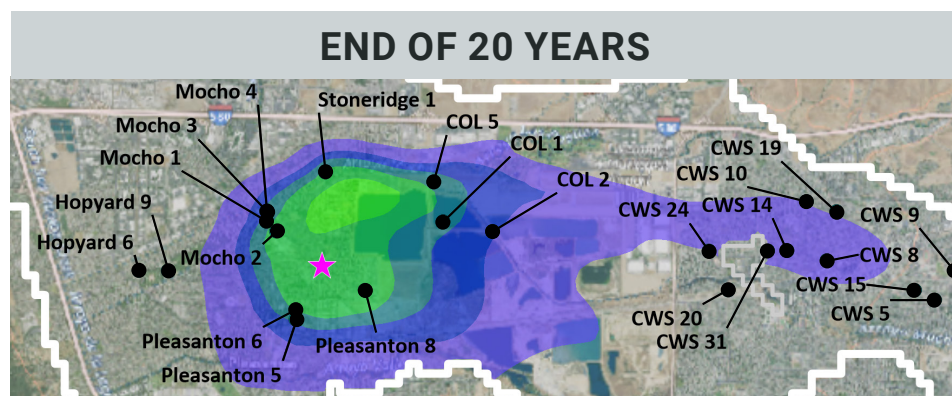 END OF 20 YEARS
Mocho 4
Stoneridge 1
Mocho 3
COL 5
Mocho 1
COL 1
CWS 19
CWS 10
COL 2
Hopyard 9
CWS 24
CWS 14
CWS 9
Hopyard 6
Mocho 2
CWS 8
CWS 15
CWS 5
CWS 20
CWS 31
Pleasanton 6
Pleasanton 8
Pleasanton 5